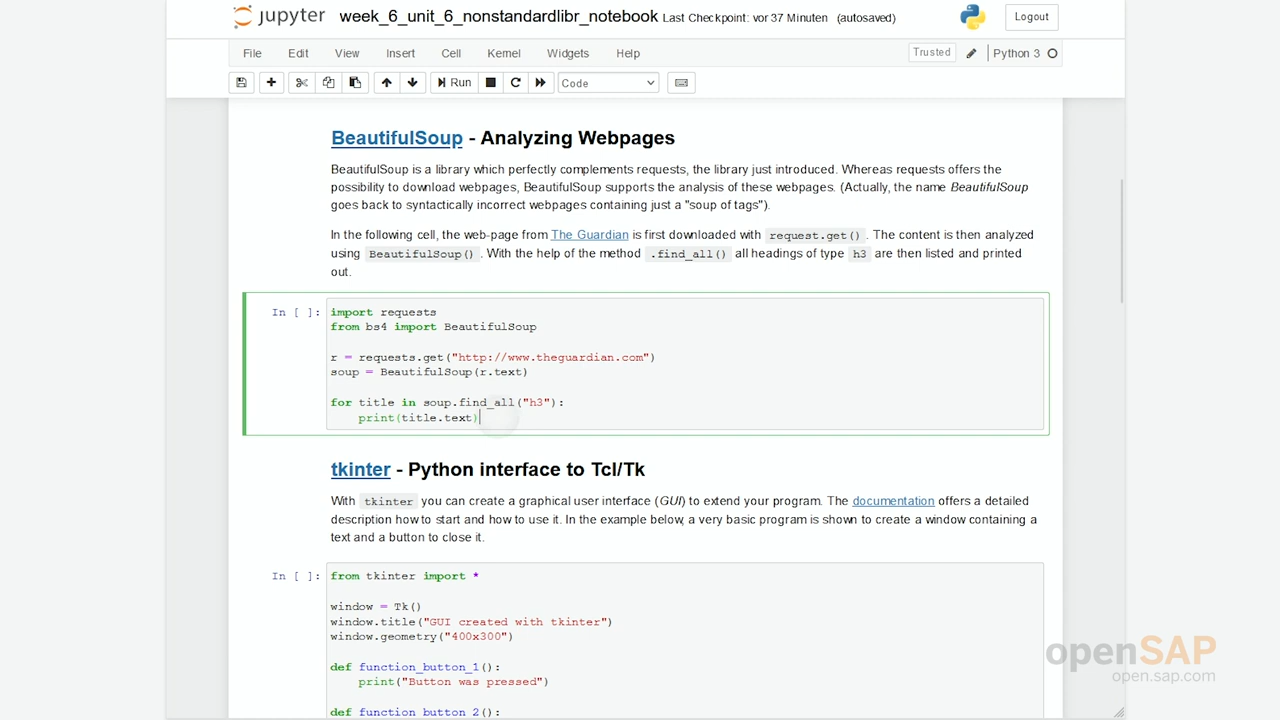 jupyter week_6_unit_6_nonstandardlibr_notebook Last Checkpoint: vor 37 Minuten (autosaved) Logout
File Edit View Insert Cell Kernel Widgets Help Trusted Python 3
Run Code
BeautifulSoup - Analyzing Webpages
BeautifulSoup is a library which perfectly complements requests, the library just introduced. Whereas requests offers the
possibility to download webpages, BeautifulSoup supports the analysis of these webpages. (Actually, the name BeautifulSoup
goes back to syntactically incorrect webpages containing just a "soup of tags").
In the following cell, the web-page from The Guardian is first downloaded with request.get() . The content is then analyzed
using BeautifulSoup() . With the help of the method .find_all() all headings of type h3 are then listed and printed
out.
In [ ]: import requests
from bs4 import BeautifulSoup
r = requests.get("http://www.theguardian.com")
soup = BeautifulSoup(r.text)
for title in soup.find_all("h3"):
print(title.text)
tkinter - Python interface to Tcl/Tk
With tkinter you can create a graphical user interface (GUI) to extend your program. The documentation offers a detailed
description how to start and how to use it. In the example below, a very basic program is shown to create a window containing a
text and a button to close it.
In [ ]: from tkinter import *
window = Tk()
window.title("GUI created with tkinter")
window.geometry("400x300")
def function_button_1():
print("Button was pressed")
def function_button_2():
openSAP
open.sap.com